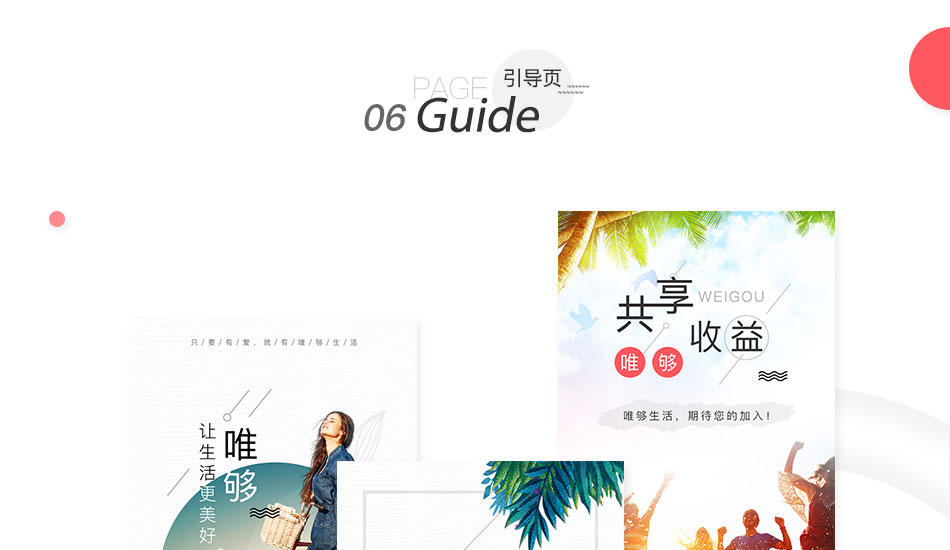 PAGE 引导页
06 Guide
共享 WEIGOU
收益
唯够
唯够生活，期待您的加入！
只/要/有/爱，就/有/唯/够/生/活
唯够
让生活更美好